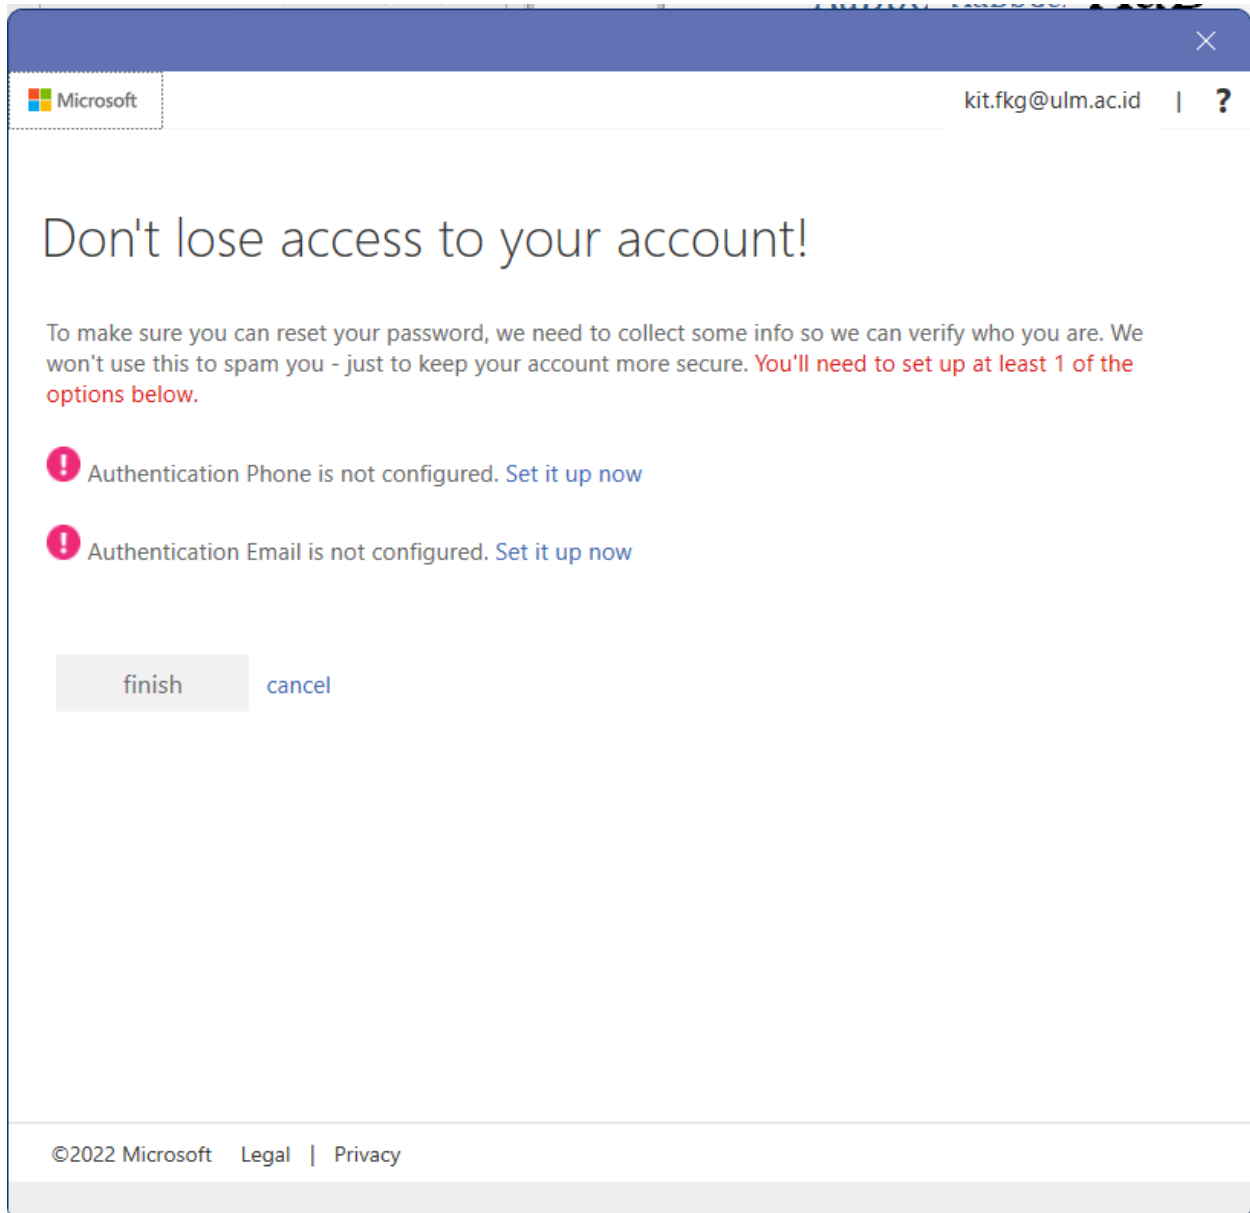 Microsoft
kit.fkg@ulm.ac.id | ?
Don't lose access to your account!
To make sure you can reset your password, we need to collect some info so we can verify who you are. We
won't use this to spam you - just to keep your account more secure. You'll need to set up at least 1 of the
options below.
! Authentication Phone is not configured. Set it up now
! Authentication Email is not configured. Set it up now
finish cancel
©2022 Microsoft Legal | Privacy